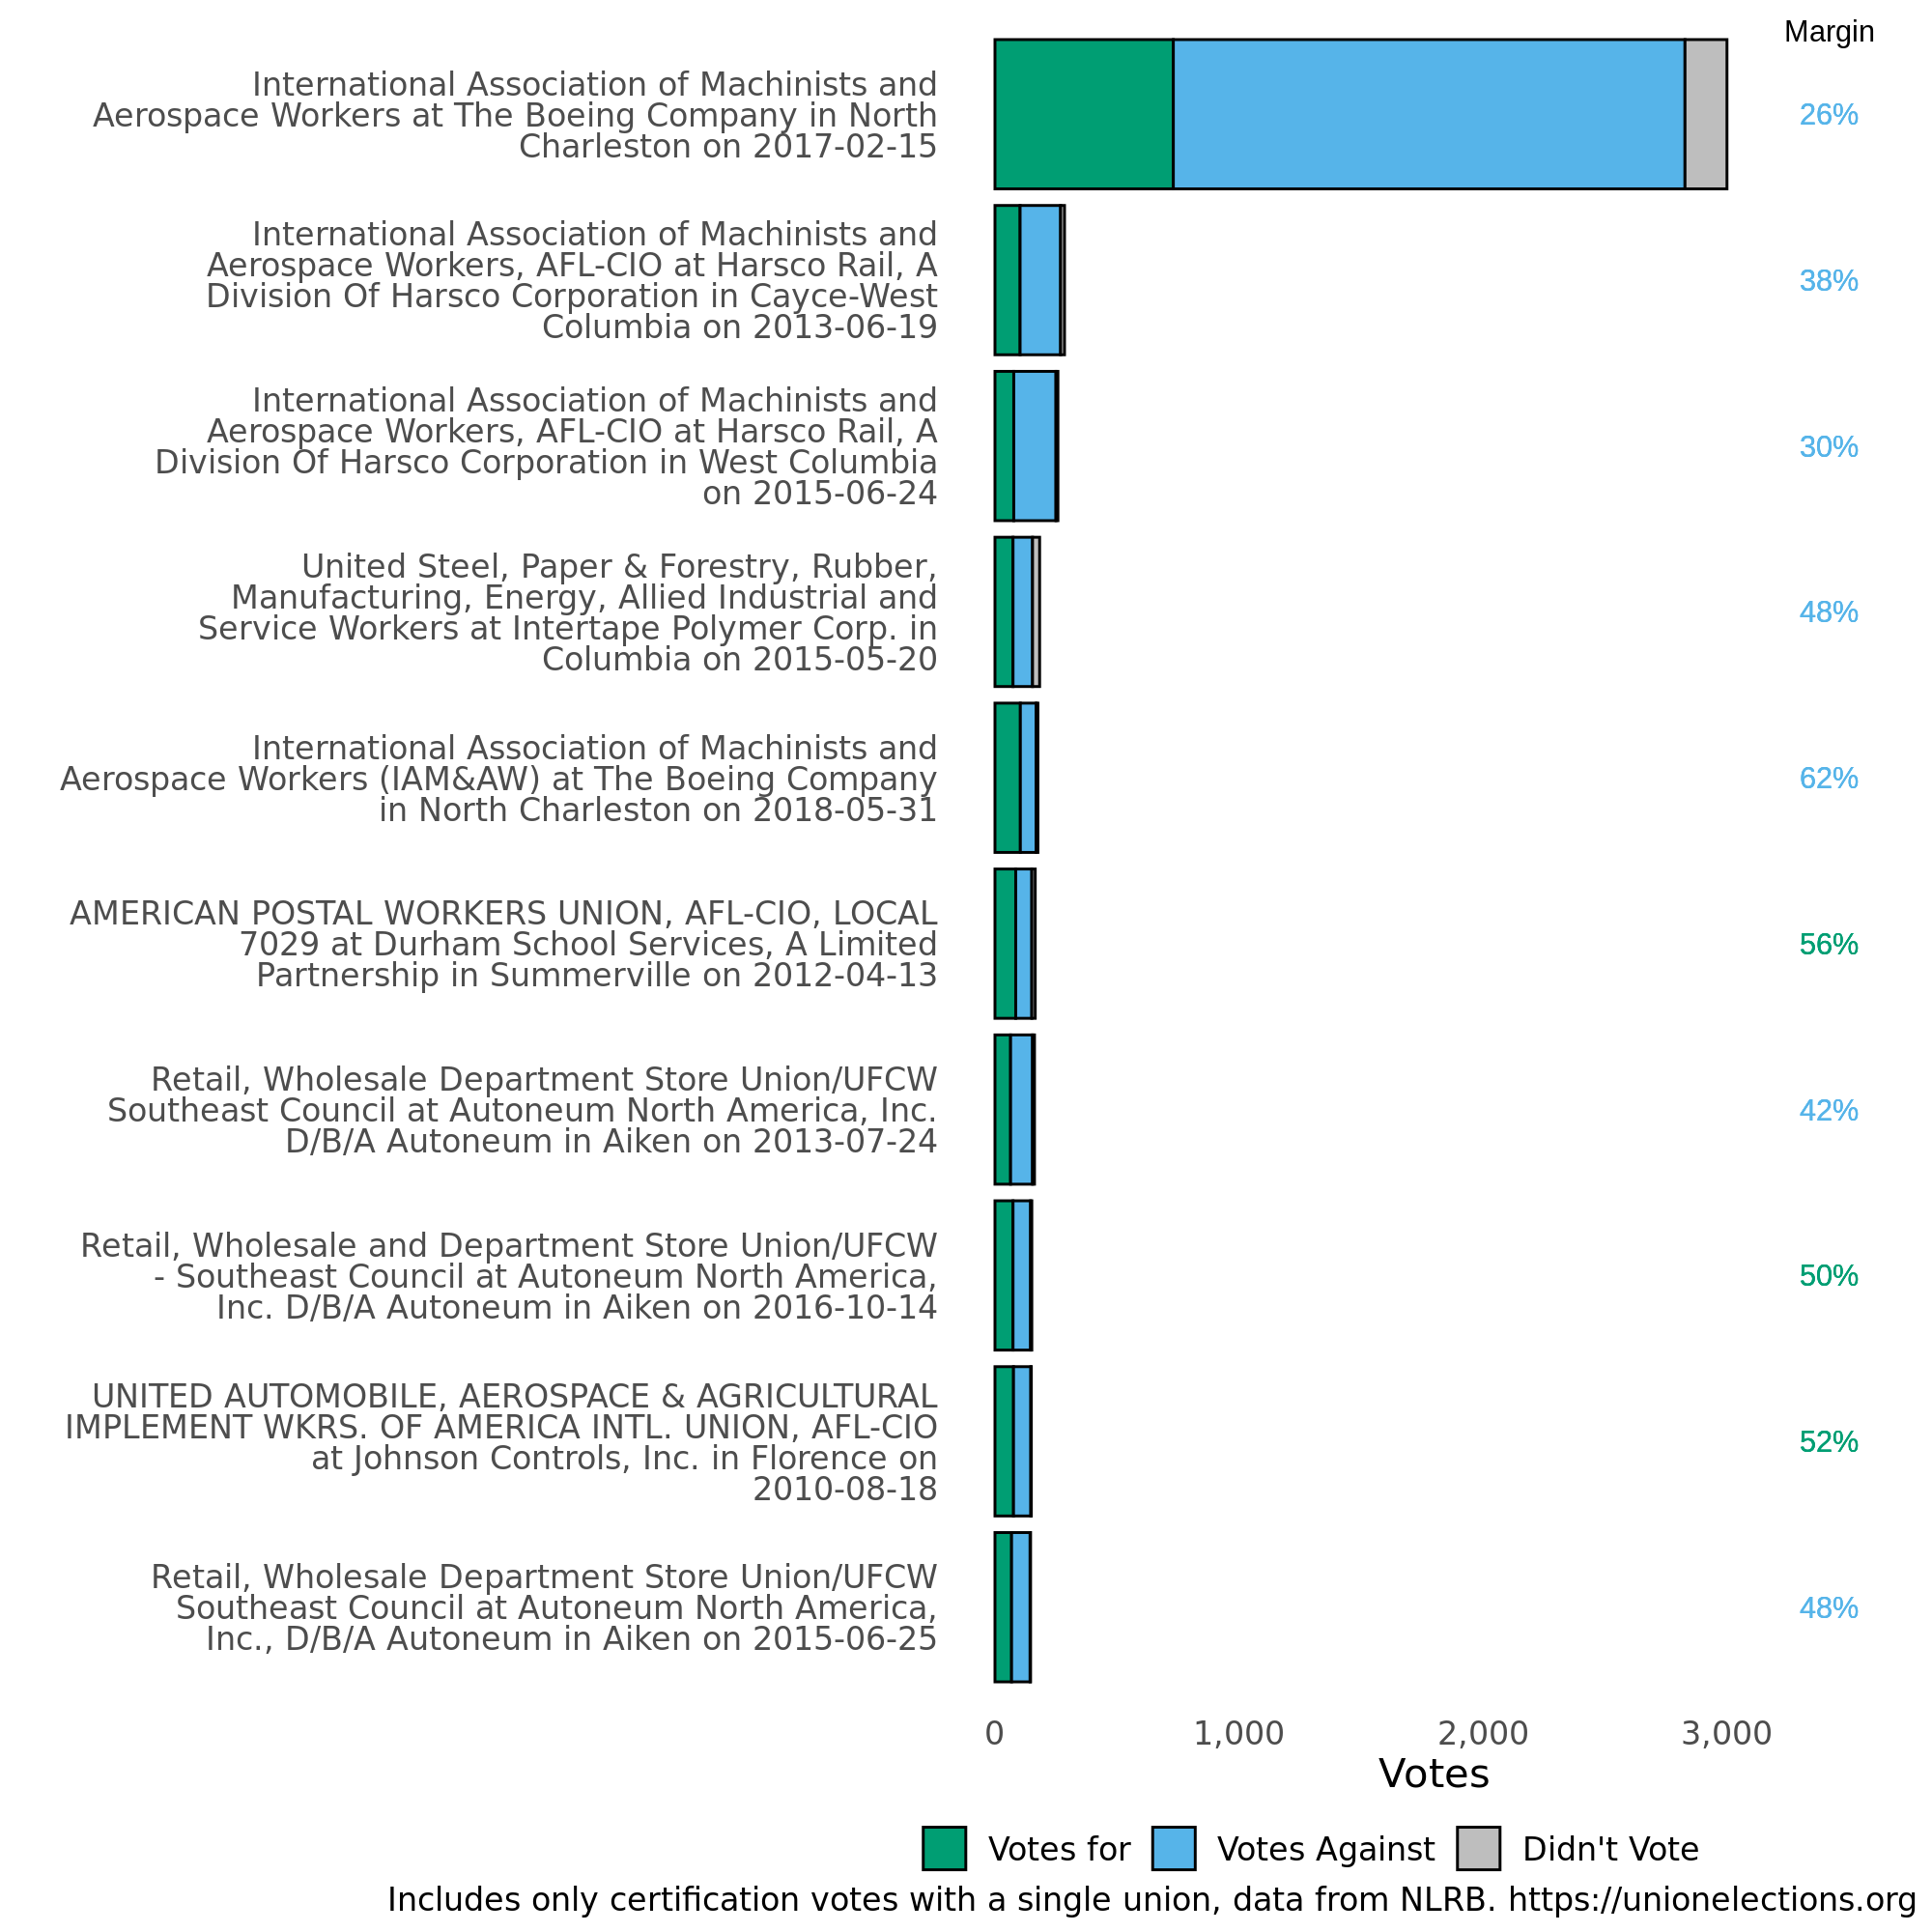 Margin
International Association of Machinists and
Aerospace Workers at The Boeing Company in North
Charleston on 2017-02-15
26%
International Association of Machinists and
Aerospace Workers, AFL-CIO at Harsco Rail, A
Division Of Harsco Corporation in Cayce-West
Columbia on 2013-06-19
38%
International Association of Machinists and
Aerospace Workers, AFL-CIO at Harsco Rail, A
Division Of Harsco Corporation in West Columbia
on 2015-06-24
30%
United Steel, Paper & Forestry, Rubber,
Manufacturing, Energy, Allied Industrial and
Service Workers at Intertape Polymer Corp. in
Columbia on 2015-05-20
48%
International Association of Machinists and
Aerospace Workers (IAM&AW) at The Boeing Company
in North Charleston on 2018-05-31
62%
AMERICAN POSTAL WORKERS UNION, AFL-CIO, LOCAL
7029 at Durham School Services, A Limited
Partnership in Summerville on 2012-04-13
56%
Retail, Wholesale Department Store Union/UFCW
Southeast Council at Autoneum North America, Inc.
D/B/A Autoneum in Aiken on 2013-07-24
42%
Retail, Wholesale and Department Store Union/UFCW
- Southeast Council at Autoneum North America,
Inc. D/B/A Autoneum in Aiken on 2016-10-14
50%
UNITED AUTOMOBILE, AEROSPACE & AGRICULTURAL
IMPLEMENT WKRS. OF AMERICA INTL. UNION, AFL-CIO
at Johnson Controls, Inc. in Florence on
2010-08-18
52%
Retail, Wholesale Department Store Union/UFCW
Southeast Council at Autoneum North America,
Inc., D/B/A Autoneum in Aiken on 2015-06-25
48%
0 1,000 2,000 3,000
Votes
Votes for Votes Against Didn't Vote
Includes only certification votes with a single union, data from NLRB. https://unionelections.org